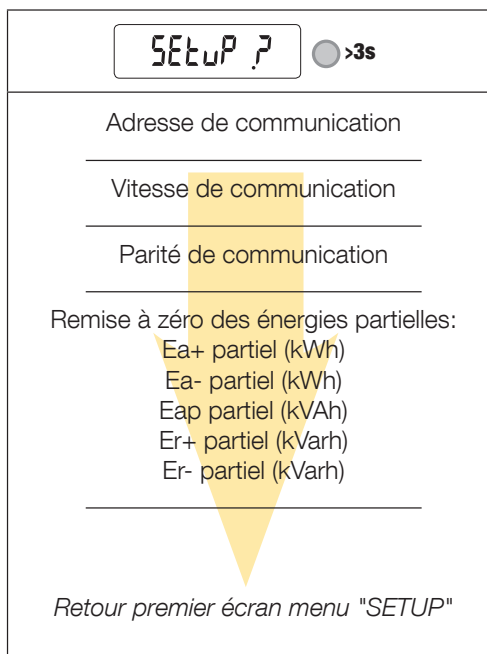 SEtuP ? >3s
Adresse de communication
Vitesse de communication
Parité de communication
Remise à zéro des énergies partielles:
Ea+ partiel (kWh)
Ea- partiel (kWh)
Eap partiel (kVAh)
Er+ partiel (kVarh)
Er- partiel (kVarh)
Retour premier écran menu "SETUP"